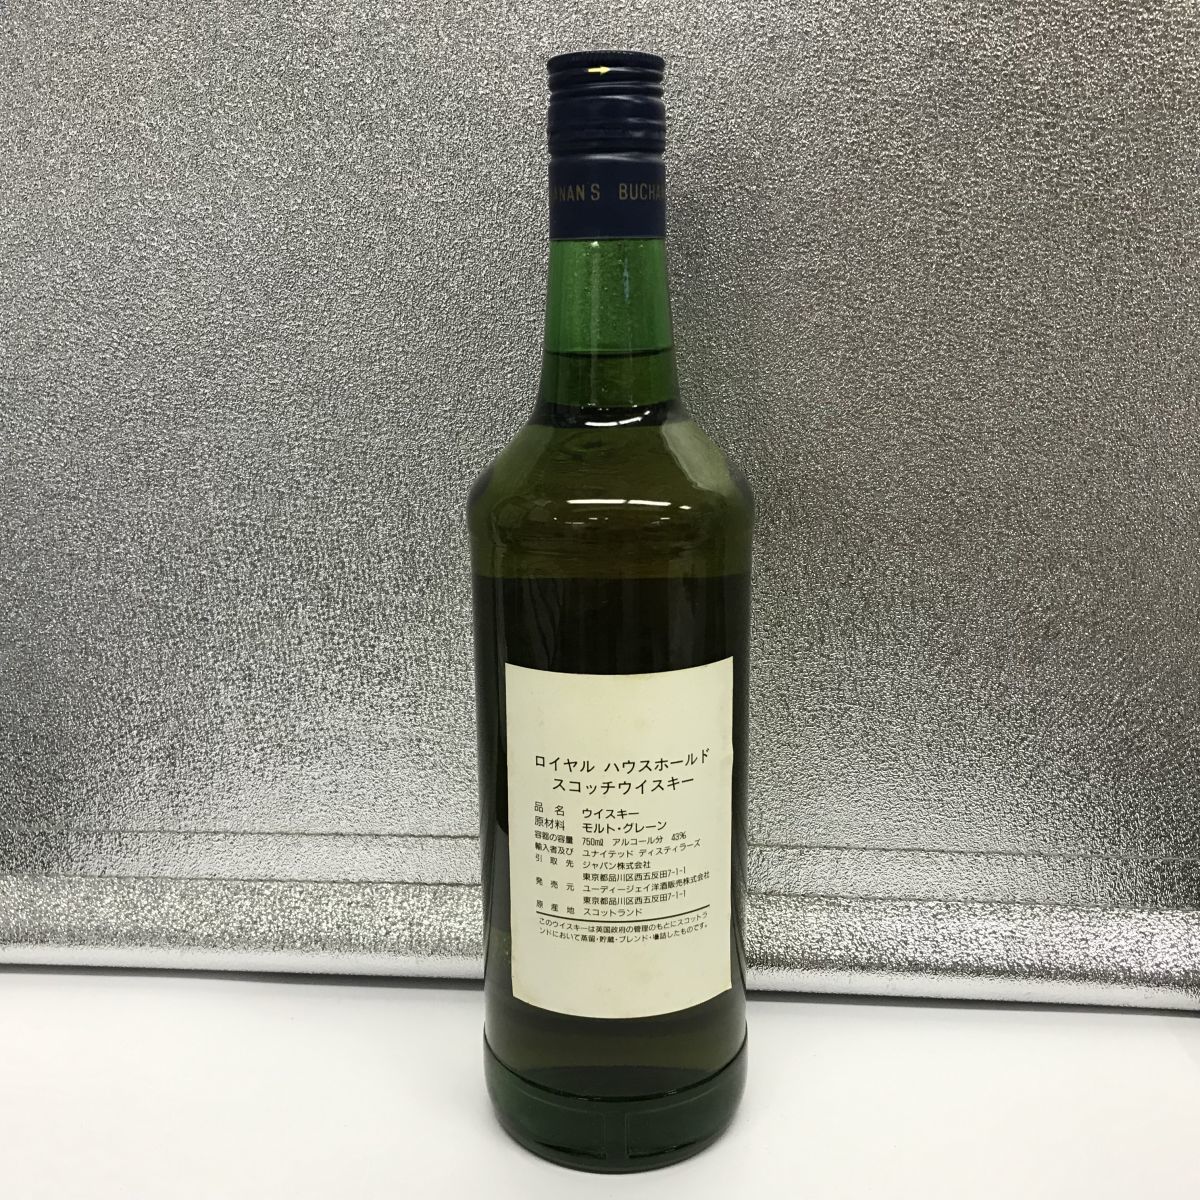 ANAN'S BUCHA
ロイヤル ハウスホールド
スコッチウイスキー
品名 ウイスキー
原材料 モルト・グレーン
容器の容量 750ml アルコール分 43%
輸入者及び ユナイテッド ディスティラーズ
引取先 ジャパン株式会社
東京都品川区西五反田7-1-1
発売元 ユーディージェイ洋酒販売株式会社
東京都品川区西五反田7-1-1
原産地 スコットランド
このウイスキーは英国政府の管理のもとにスコットラ
ンドにおいて蒸留・貯蔵・ブレンド・壜詰したものです。